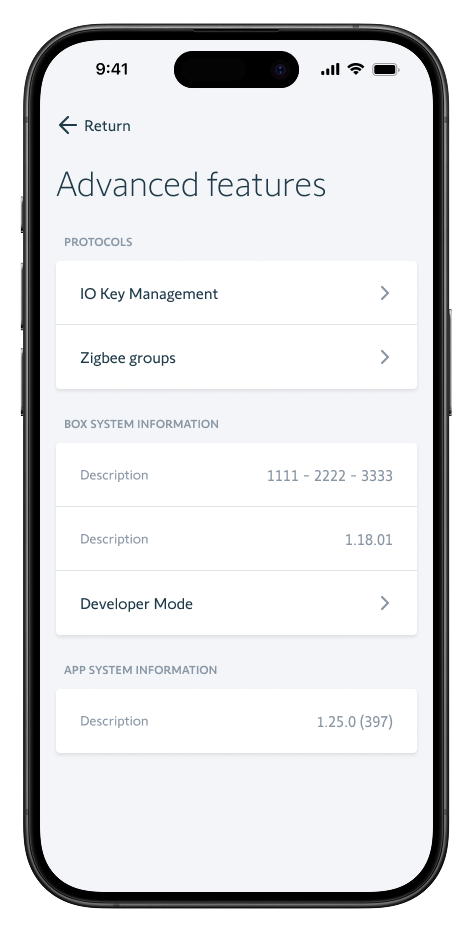 9:41
Return
Advanced features
PROTOCOLS
IO Key Management
Zigbee groups
BOX SYSTEM INFORMATION
Description 1111 - 2222 - 3333
Description 1.18.01
Developer Mode
APP SYSTEM INFORMATION
Description 1.25.0 (397)